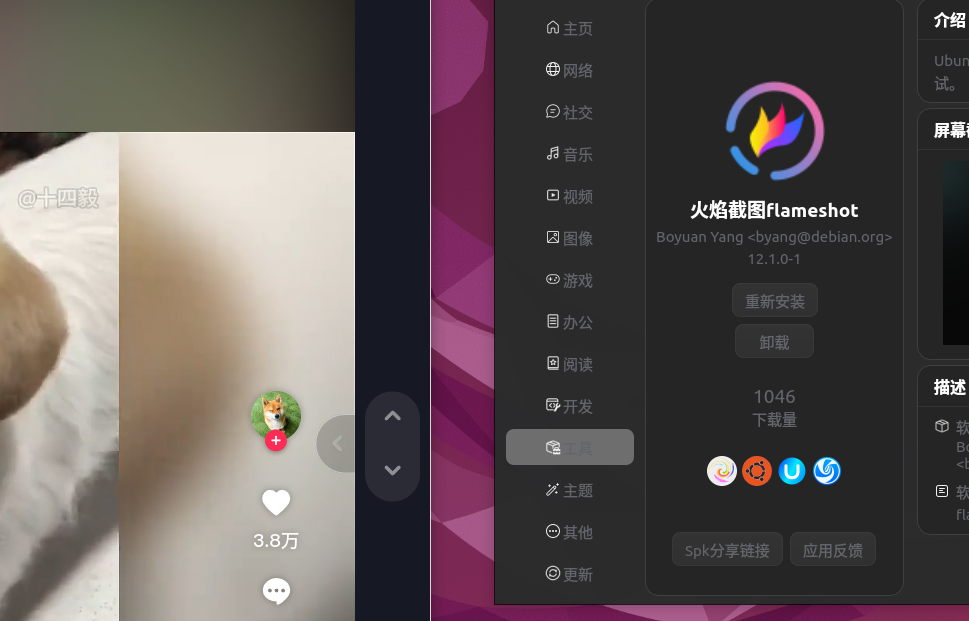 @十四毅
3.8万
主页
网络
社交
音乐
视频
图像
游戏
办公
阅读
开发
工具
主题
其他
更新
火焰截图flameshot
Boyuan Yang <byang@debian.org>
12.1.0-1
重新安装
卸载
1046
下载量
Spk分享链接
应用反馈
介绍
Ubun
试。
屏幕截
描述
软
Bo
<b
软
fla